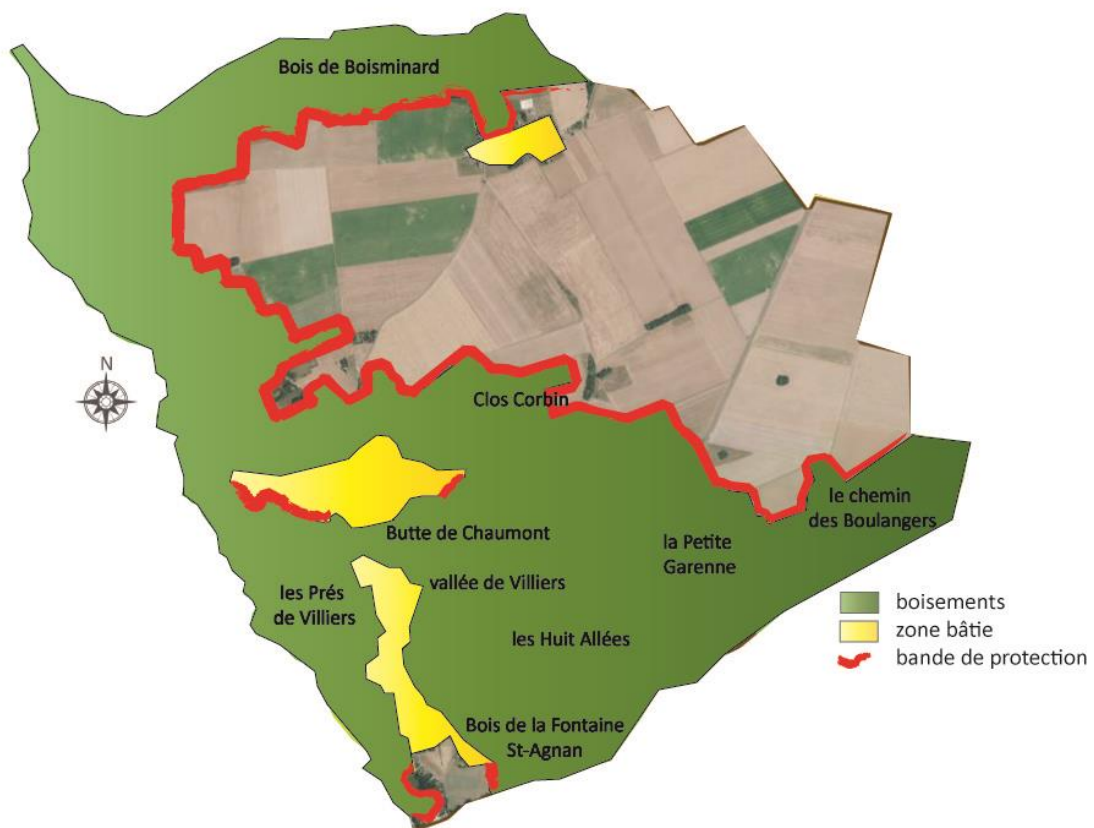 Bois de Boisminard
N
Clos Corbin
le chemin
des Boulangers
Butte de Chaumont
la Petite
Garenne
les Prés
de Villiers
vallée de Villiers
les Huit Allées
boisements
zone bâtie
bande de protection
Bois de la Fontaine
St-Agnan